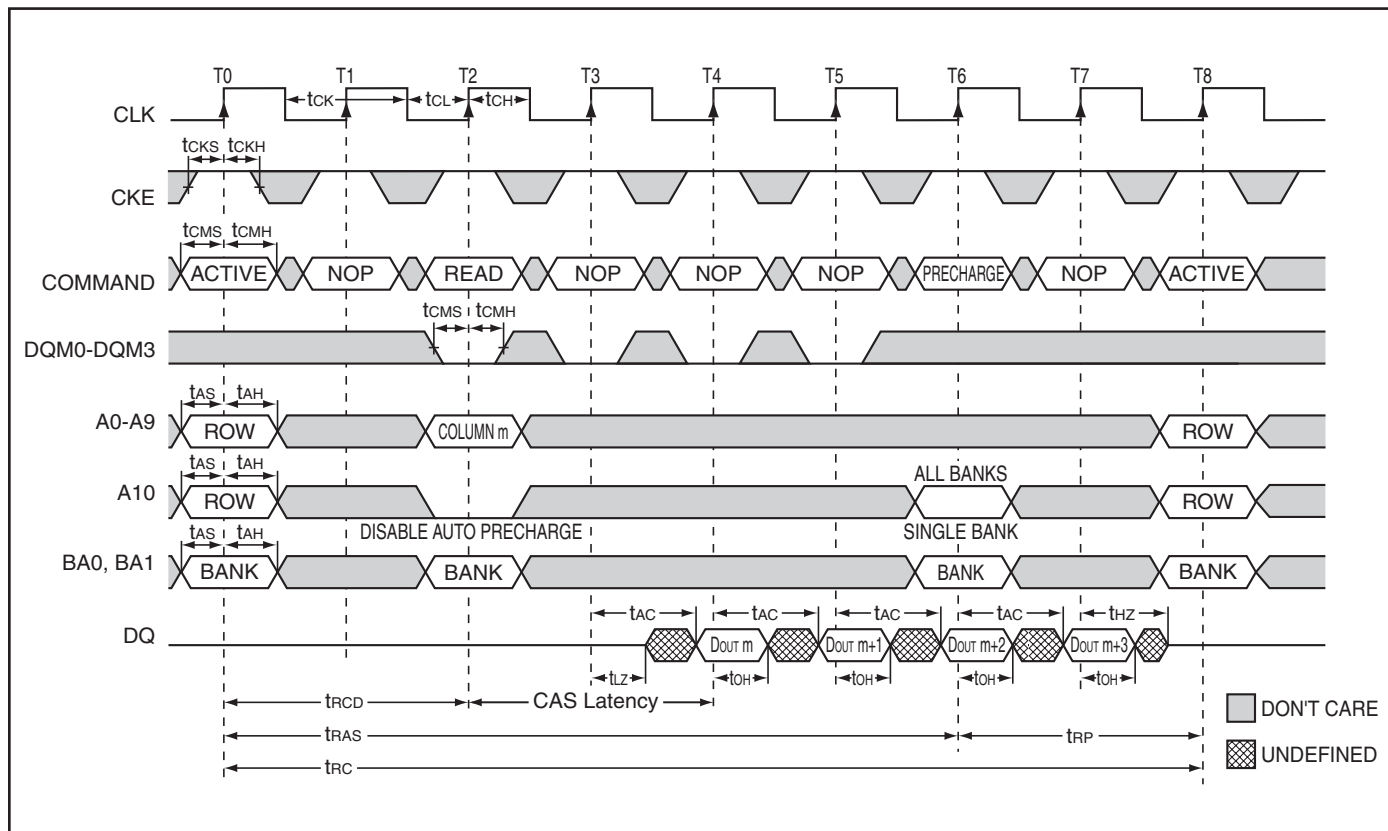 T0 T1 T2 T3 T4 T5 T6 T7 T8
CLK tCK tCL tCH
tCKS tCKH
CKE
tCMS tCMH
COMMAND ACTIVE NOP READ NOP NOP NOP PRECHARGE NOP ACTIVE
tCMS tCMH
DQM0-DQM3
tAS tAH
A0-A9 ROW COLUMN m ROW
tAS tAH ALL BANKS
A10 ROW ROW
tAS tAH DISABLE AUTO PRECHARGE SINGLE BANK
BA0, BA1 BANK BANK BANK BANK
tAC tAC tAC tAC tHZ
DQ DOUT m DOUT m+1 DOUT m+2 DOUT m+3
tLZ tOH tOH tOH tOH
tRCD CAS Latency
DON'T CARE
tRAS tRP
UNDEFINED
tRC